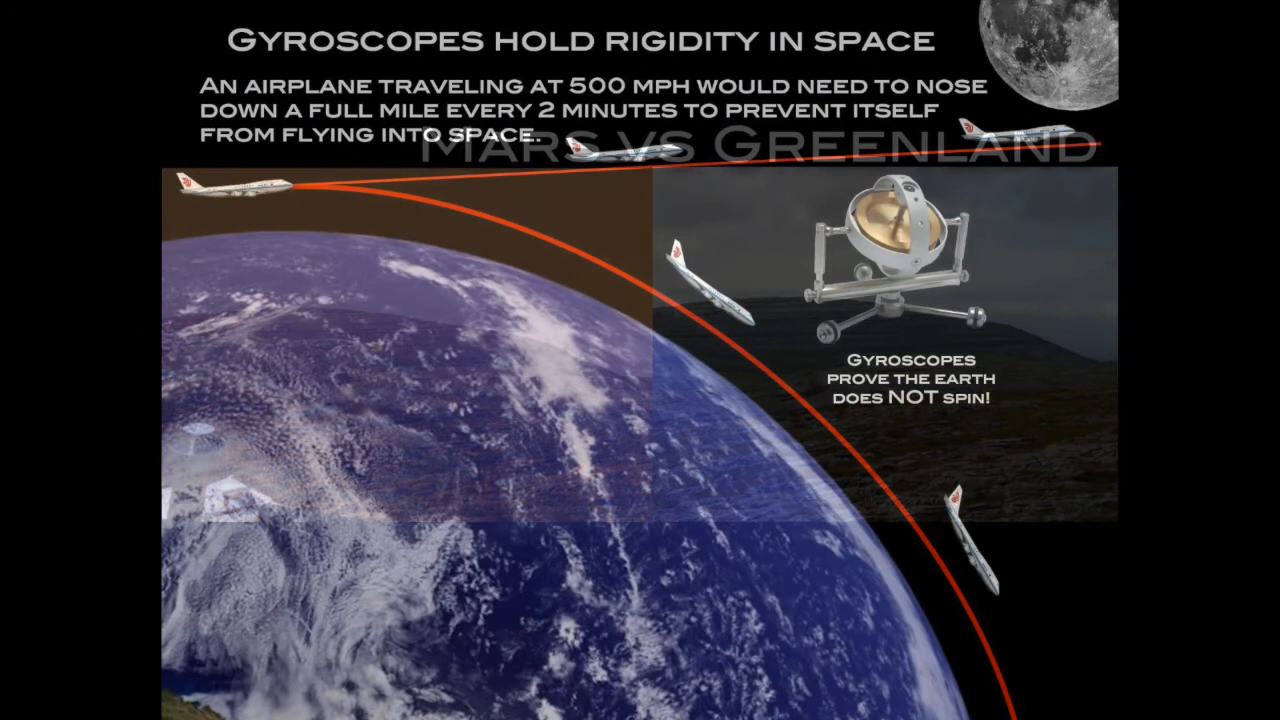 Gyroscopes hold rigidity in space
An airplane traveling at 500 mph would need to nose
down a full mile every 2 minutes to prevent itself
from flying into space.
Mars vs Greenland
Gyroscopes
prove the earth
does NOT spin!